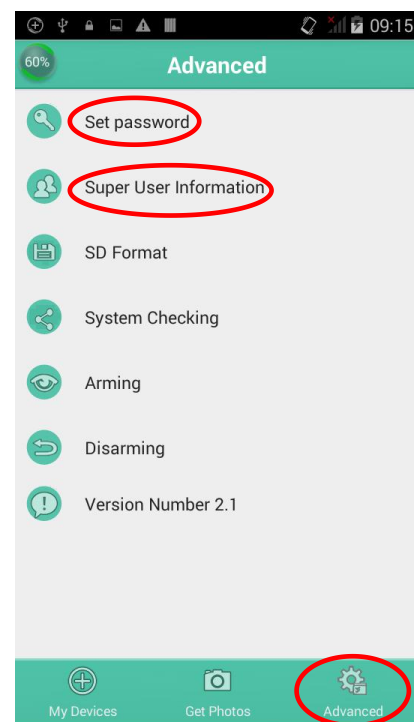 09:15
60%
Advanced
Set password
Super User Information
SD Format
System Checking
Arming
Disarming
Version Number 2.1
My Devices
Get Photos
Advanced